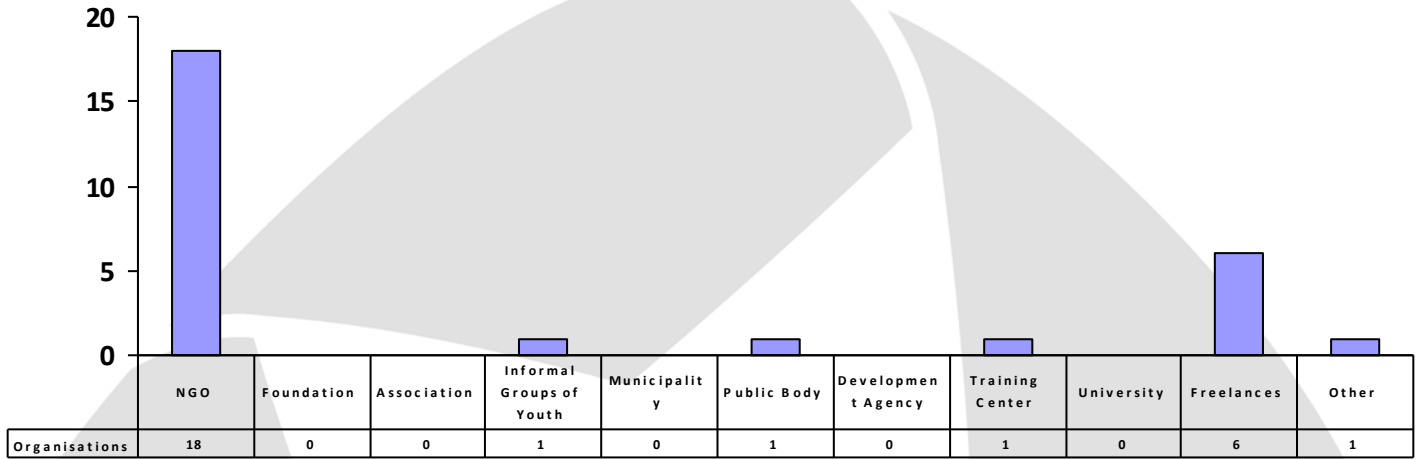 20
15
10
5
0
NGO
Foundation
Association
Informal
Groups of
Youth
Municipalit
y
Public Body
Developmen
t Agency
Training
Center
University
Freelances
Other
Organisations 18 0 0 1 0 1 0 1 0 6 1